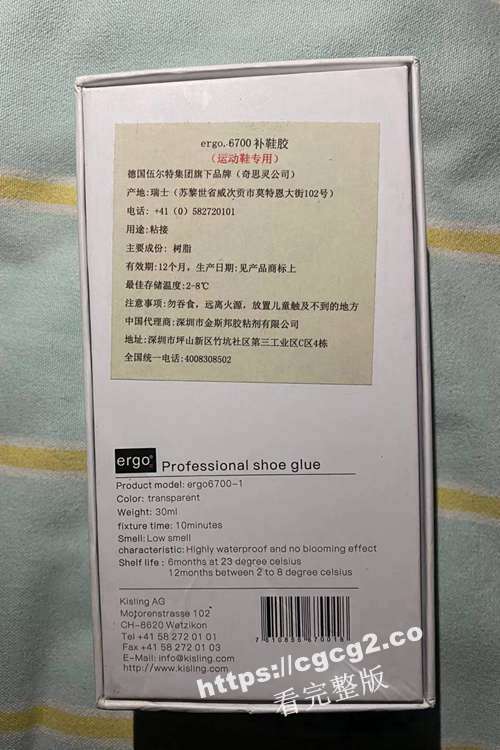 ergo. 6700 补鞋胶
(运动鞋专用)
德国伍尔特集团旗下品牌 (奇思灵公司)
产地: 瑞士 (苏黎世省威次贡市莫特恩大街102号)
电话: +41 (0) 582720101
用途: 粘接
主要成份: 树脂
有效期: 12个月, 生产日期: 见产品商标上
最佳存储温度: 2-8℃
注意事项: 勿吞食, 远离火源, 放置儿童触及不到的地方
中国代理商: 深圳市金斯邦胶粘剂有限公司
地址: 深圳市坪山新区竹坑社区第三工业区C区4栋
全国统一电话: 4008308502
ergo®
Professional shoe glue
Product model: ergo6700-1
Color: transparent
Weight: 30ml
fixture time: 10minutes
Smell: Low smell
characteristic: Highly waterproof and no blooming effect
Shelf life : 6months at 23 degree celsius
12months between 2 to 8 degree celsius
Kisling AG
Motorenstrasse 102
CH-8620 Wetzikon
Tel +41 58 272 01 01
Fax +41 58 272 01 03
E-Mail: info@kisling.com
http://www.kisling.com
https://cgcg2.co
看完整版